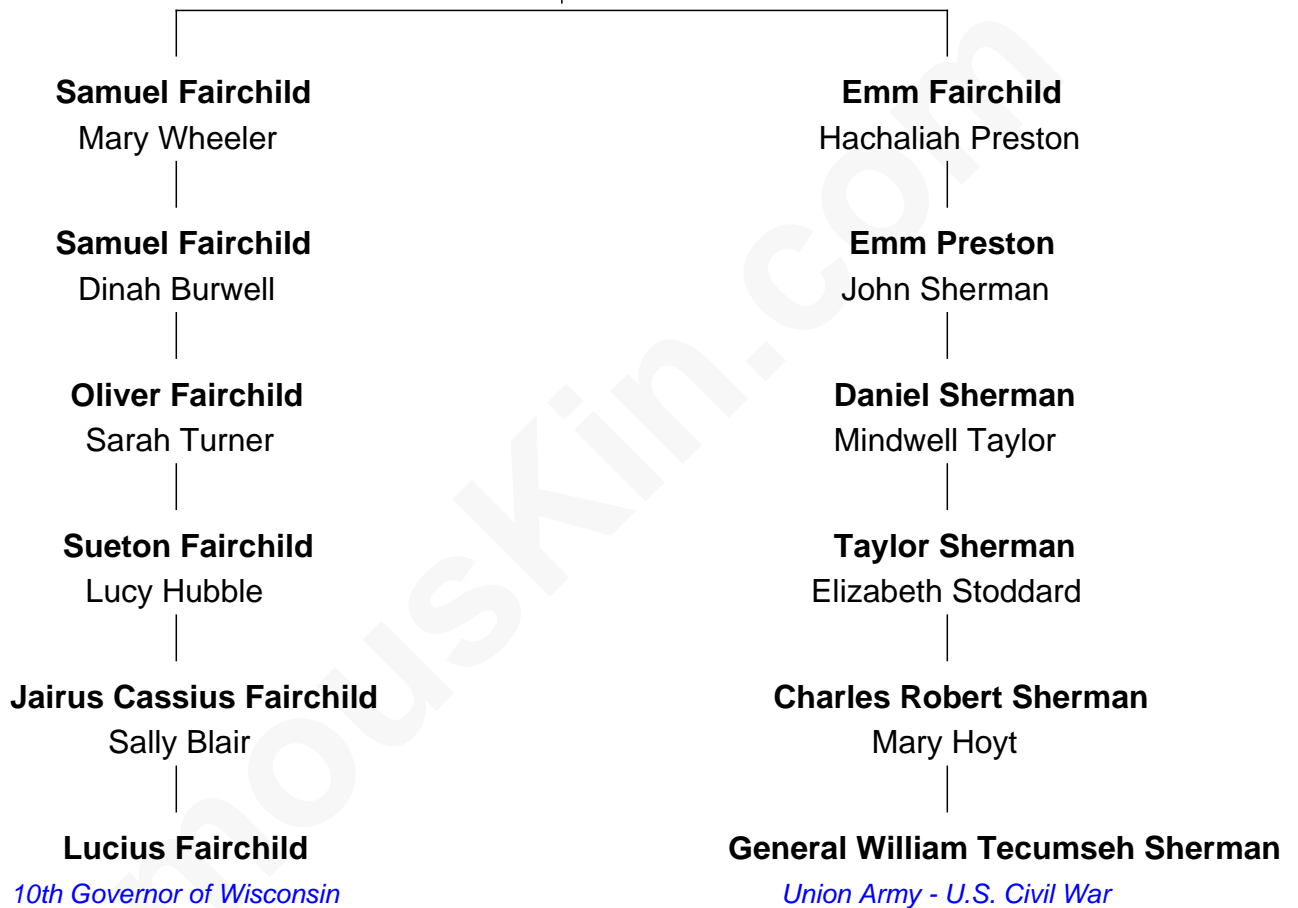 Samuel Fairchild
Mary Wheeler
Emm Fairchild
Hachaliah Preston
Samuel Fairchild
Dinah Burwell
Emm Preston
John Sherman
Oliver Fairchild
Sarah Turner
Daniel Sherman
Mindwell Taylor
Sueton Fairchild
Lucy Hubble
Taylor Sherman
Elizabeth Stoddard
Jairus Cassius Fairchild
Sally Blair
Charles Robert Sherman
Mary Hoyt
Lucius Fairchild
10th Governor of Wisconsin
General William Tecumseh Sherman
Union Army - U.S. Civil War
mousKin.com